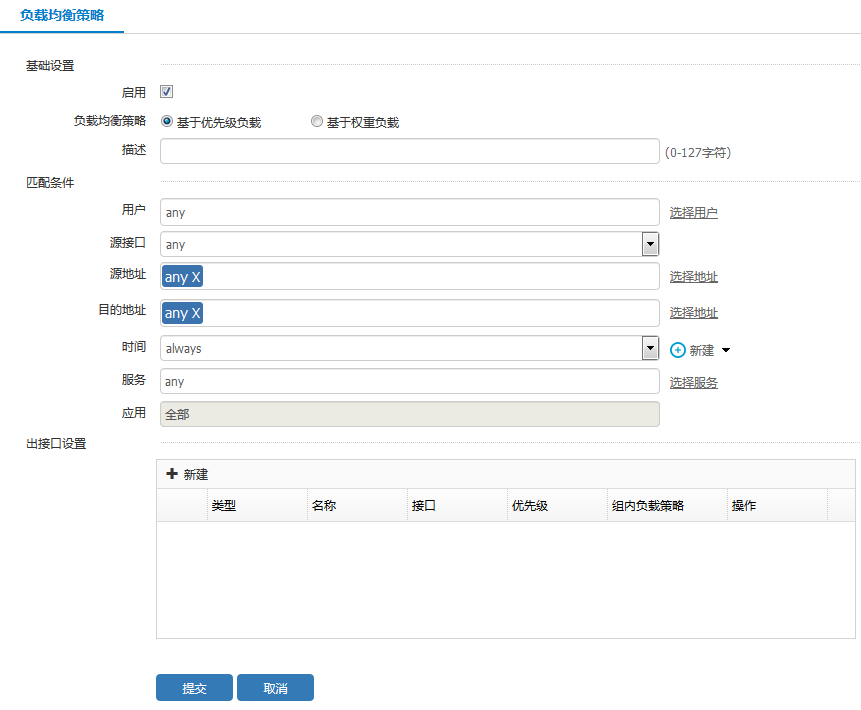 负载均衡策略
基础设置
启用
负载均衡策略 基于优先级负载 基于权重负载
描述 (0-127字符)
匹配条件
用户 any 选择用户
源接口 any
源地址 any X 选择地址
目的地址 any X 选择地址
时间 always 新建
服务 any 选择服务
应用 全部
出接口设置
新建
类型 名称 接口 优先级 组内负载策略 操作
提交 取消